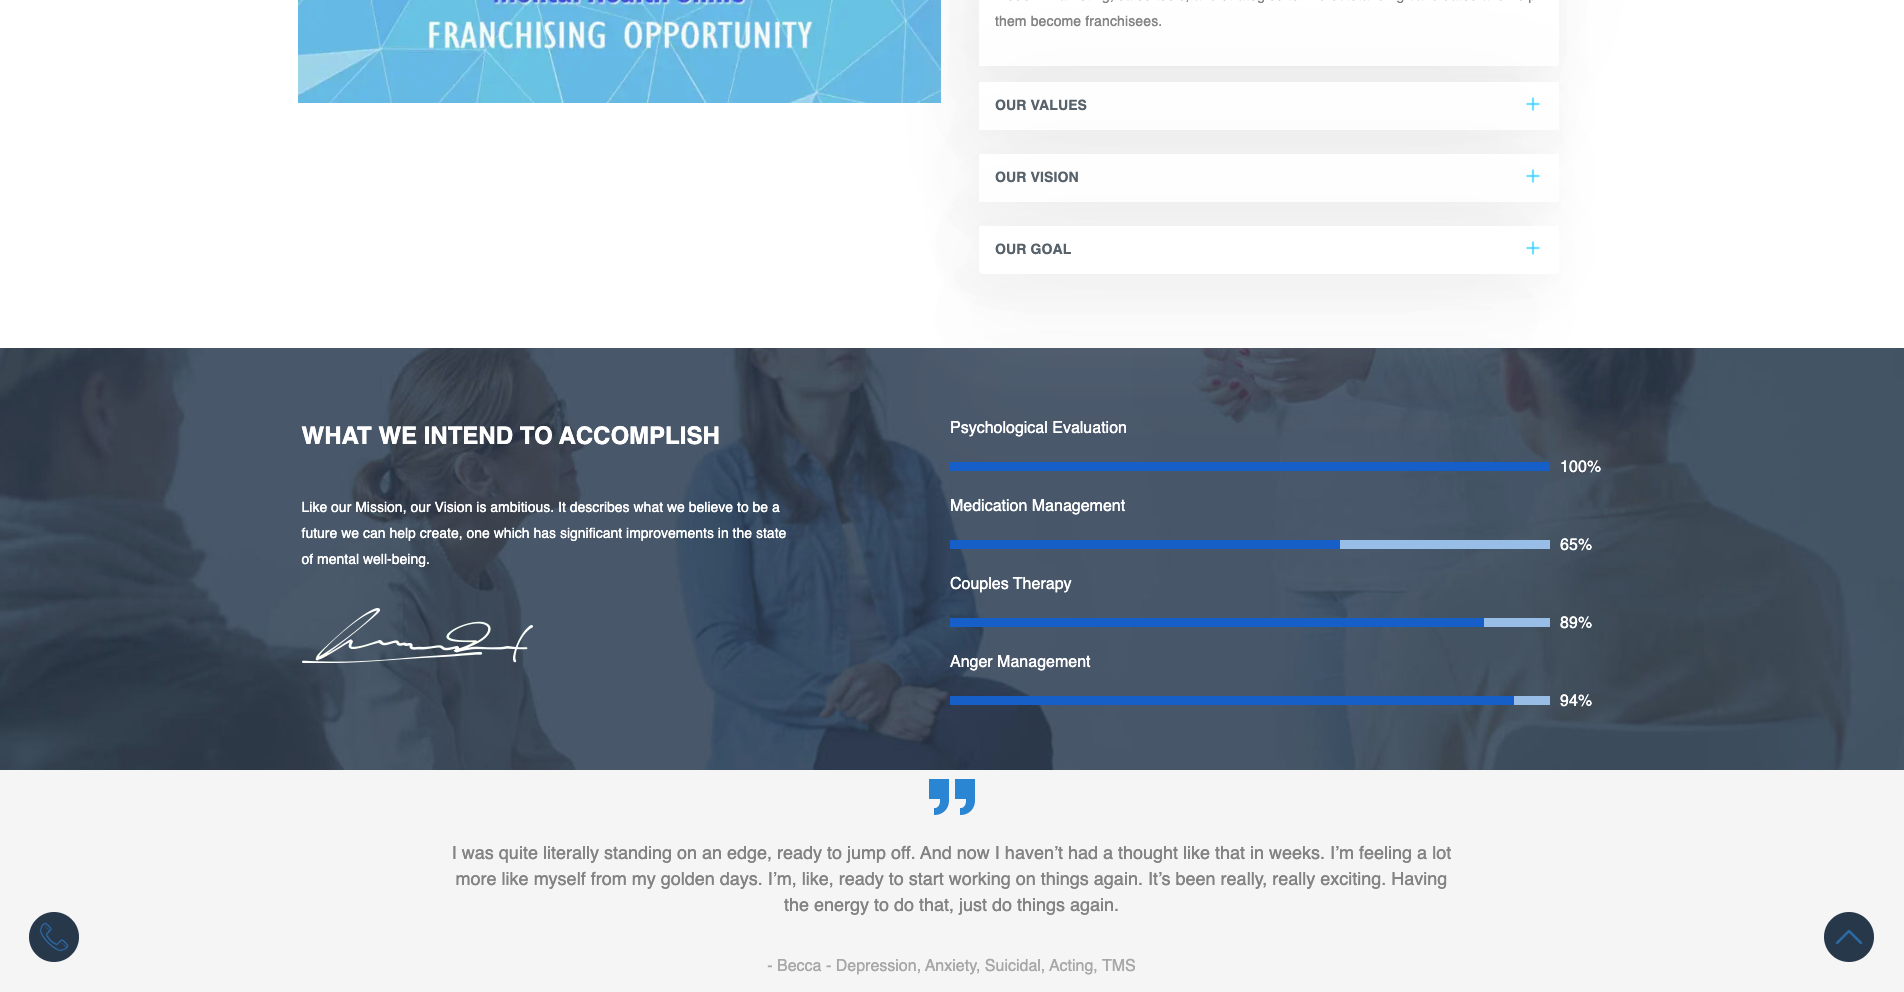 FRANCHISING OPPORTUNITY
them become franchisees.
OUR VALUES
OUR VISION
OUR GOAL
WHAT WE INTEND TO ACCOMPLISH
Like our Mission, our Vision is ambitious. It describes what we believe to be a
future we can help create, one which has significant improvements in the state
of mental well-being.
Psychological Evaluation
100%
Medication Management
65%
Couples Therapy
89%
Anger Management
94%
I was quite literally standing on an edge, ready to jump off. And now I haven’t had a thought like that in weeks. I’m feeling a lot
more like myself from my golden days. I’m, like, ready to start working on things again. It’s been really, really exciting. Having
the energy to do that, just do things again.
- Becca - Depression, Anxiety, Suicidal, Acting, TMS